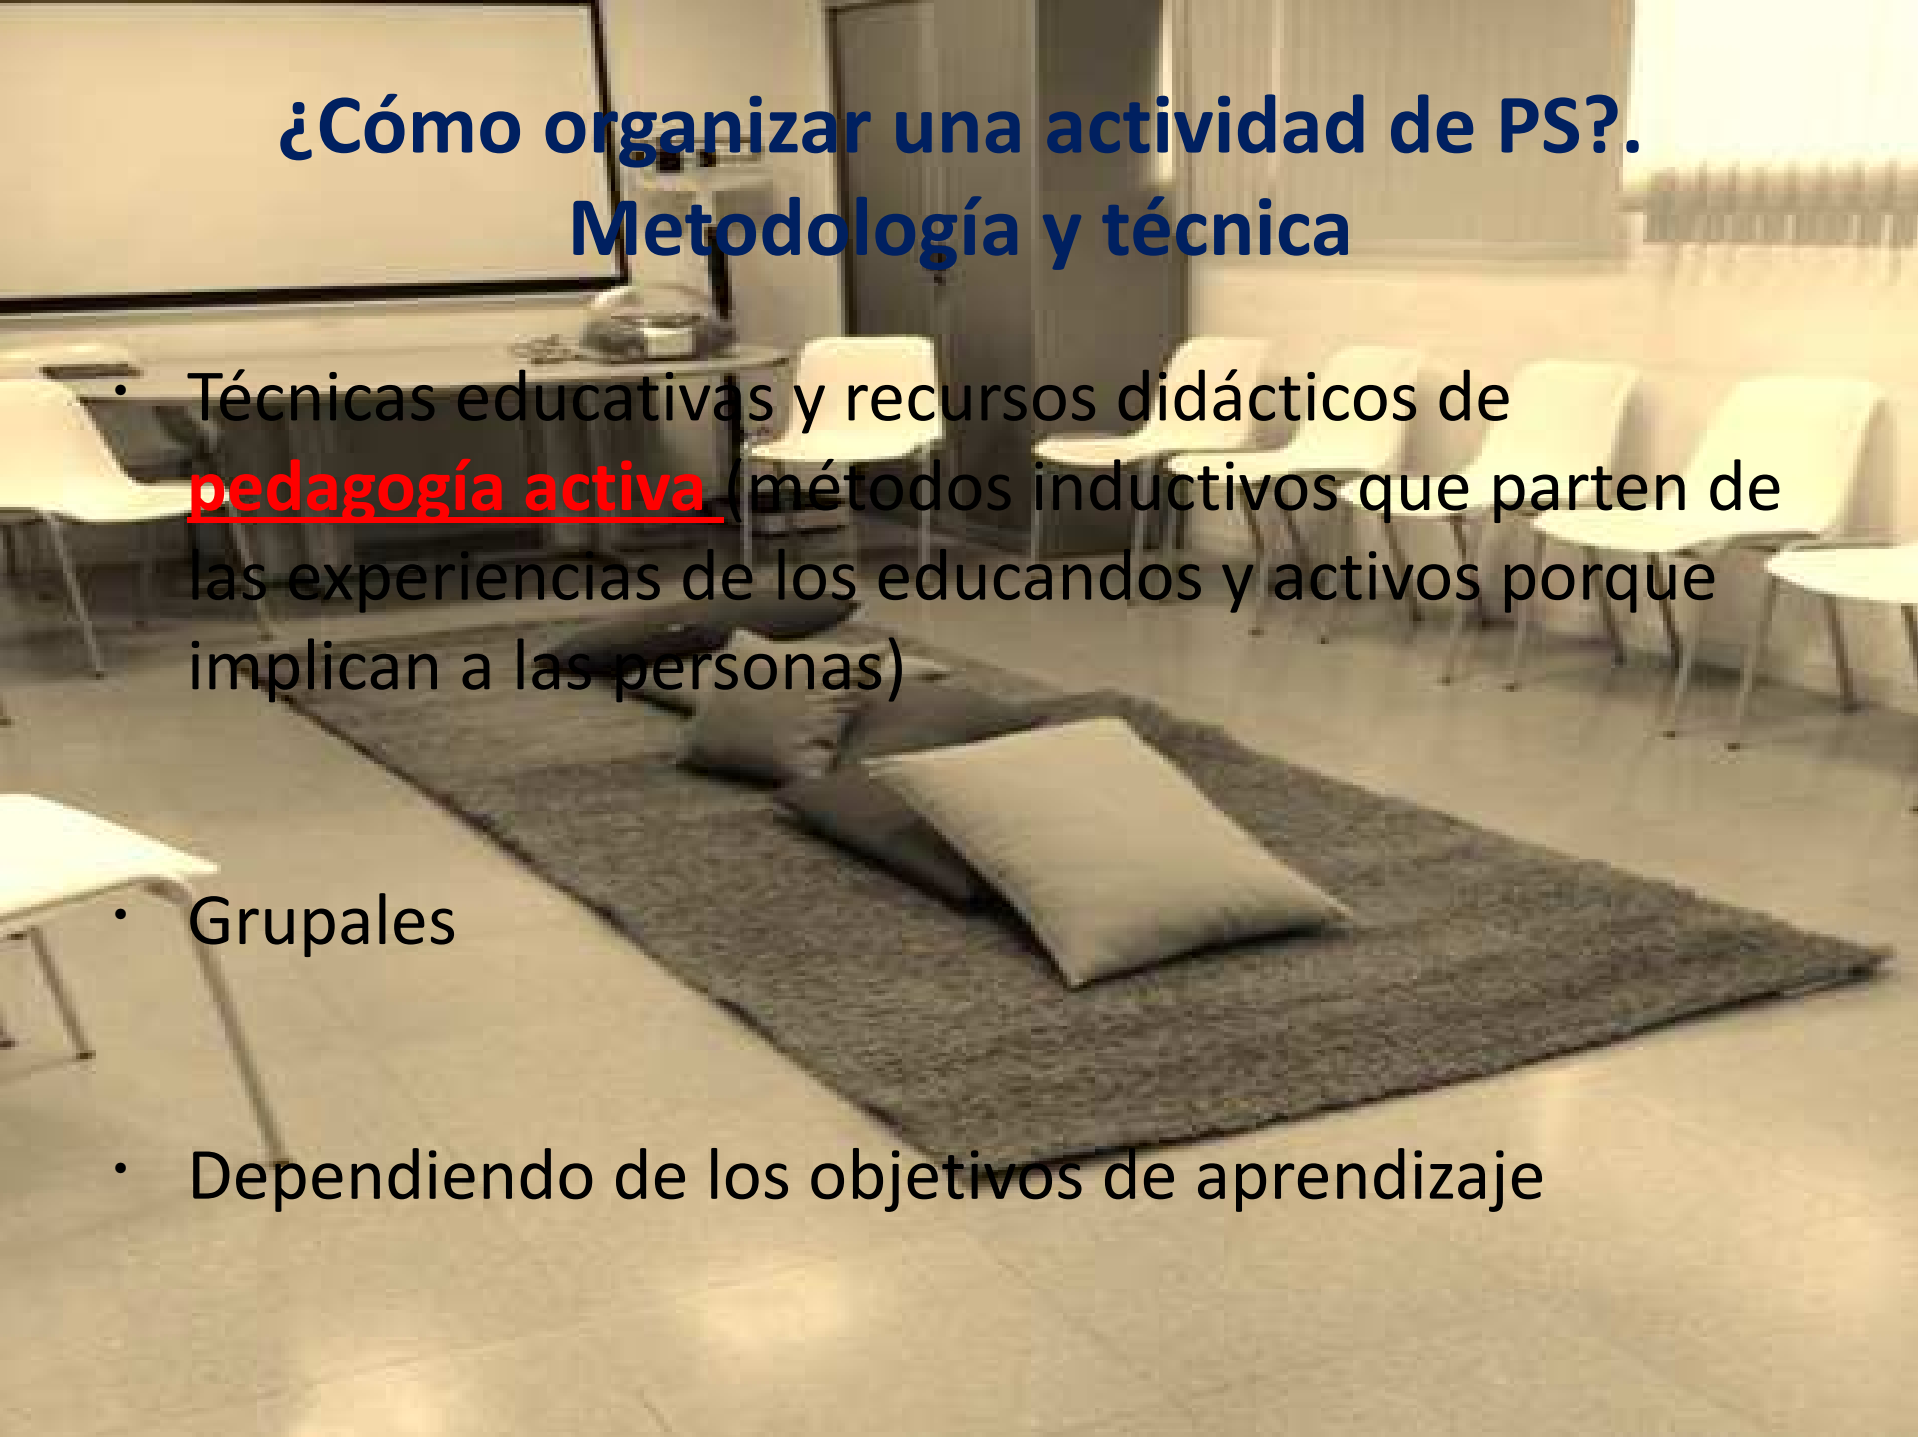 ¿Cómo organizar una actividad de PS?.
Metodología y técnica
• Técnicas educativas y recursos didácticos de
pedagogía activa (métodos inductivos que parten de
las experiencias de los educandos y activos porque
implican a las personas)
• Grupales
• Dependiendo de los objetivos de aprendizaje